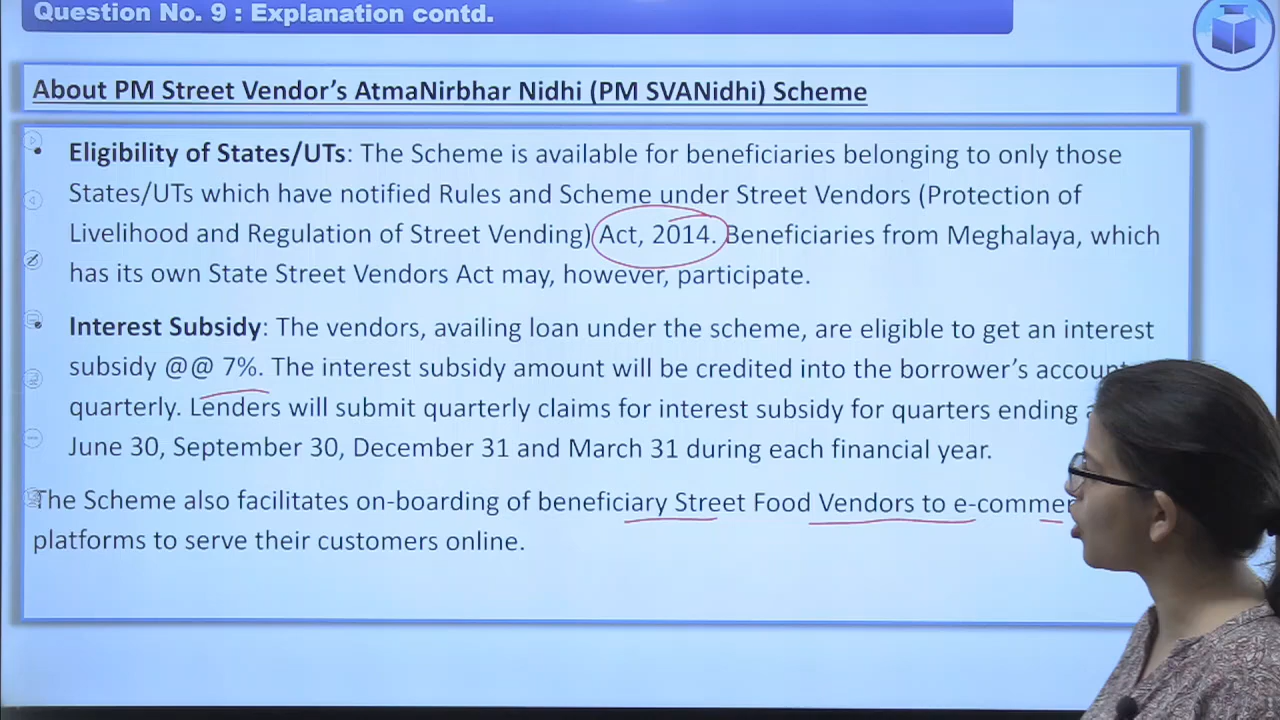 Question No. 9 : Explanation contd.
About PM Street Vendor's AtmaNirbhar Nidhi (PM SVANidhi) Scheme
• Eligibility of States/UTs: The Scheme is available for beneficiaries belonging to only those
States/UTs which have notified Rules and Scheme under Street Vendors (Protection of
Livelihood and Regulation of Street Vending) Act, 2014. Beneficiaries from Meghalaya, which
has its own State Street Vendors Act may, however, participate.
• Interest Subsidy: The vendors, availing loan under the scheme, are eligible to get an interest
subsidy @@ 7%. The interest subsidy amount will be credited into the borrower's account
quarterly. Lenders will submit quarterly claims for interest subsidy for quarters ending
June 30, September 30, December 31 and March 31 during each financial year.
The Scheme also facilitates on-boarding of beneficiary Street Food Vendors to
platforms to serve their customers online.